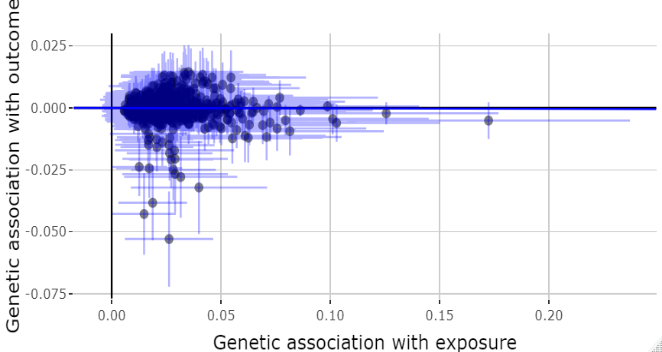 Genetic association with outcome
0.025
0.000
-0.025
-0.050
-0.075
0.00 0.05 0.10 0.15 0.20
Genetic association with exposure